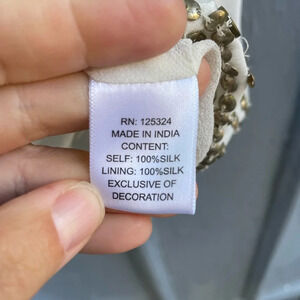 RN: 125324
MADE IN INDIA
CONTENT:
SELF: 100%SILK
LINING: 100%SILK
EXCLUSIVE OF
DECORATION